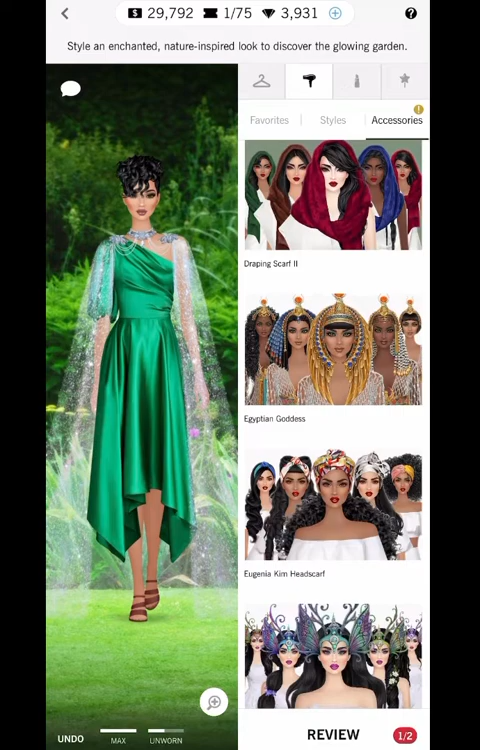 $ 29,792 1/75 3,931
?
Style an enchanted, nature-inspired look to discover the glowing garden.
Favorites Styles Accessories
!
Draping Scarf II
Egyptian Goddess
Eugenia Kim Headscarf
UNDO MAX UNWORN
REVIEW 1/2